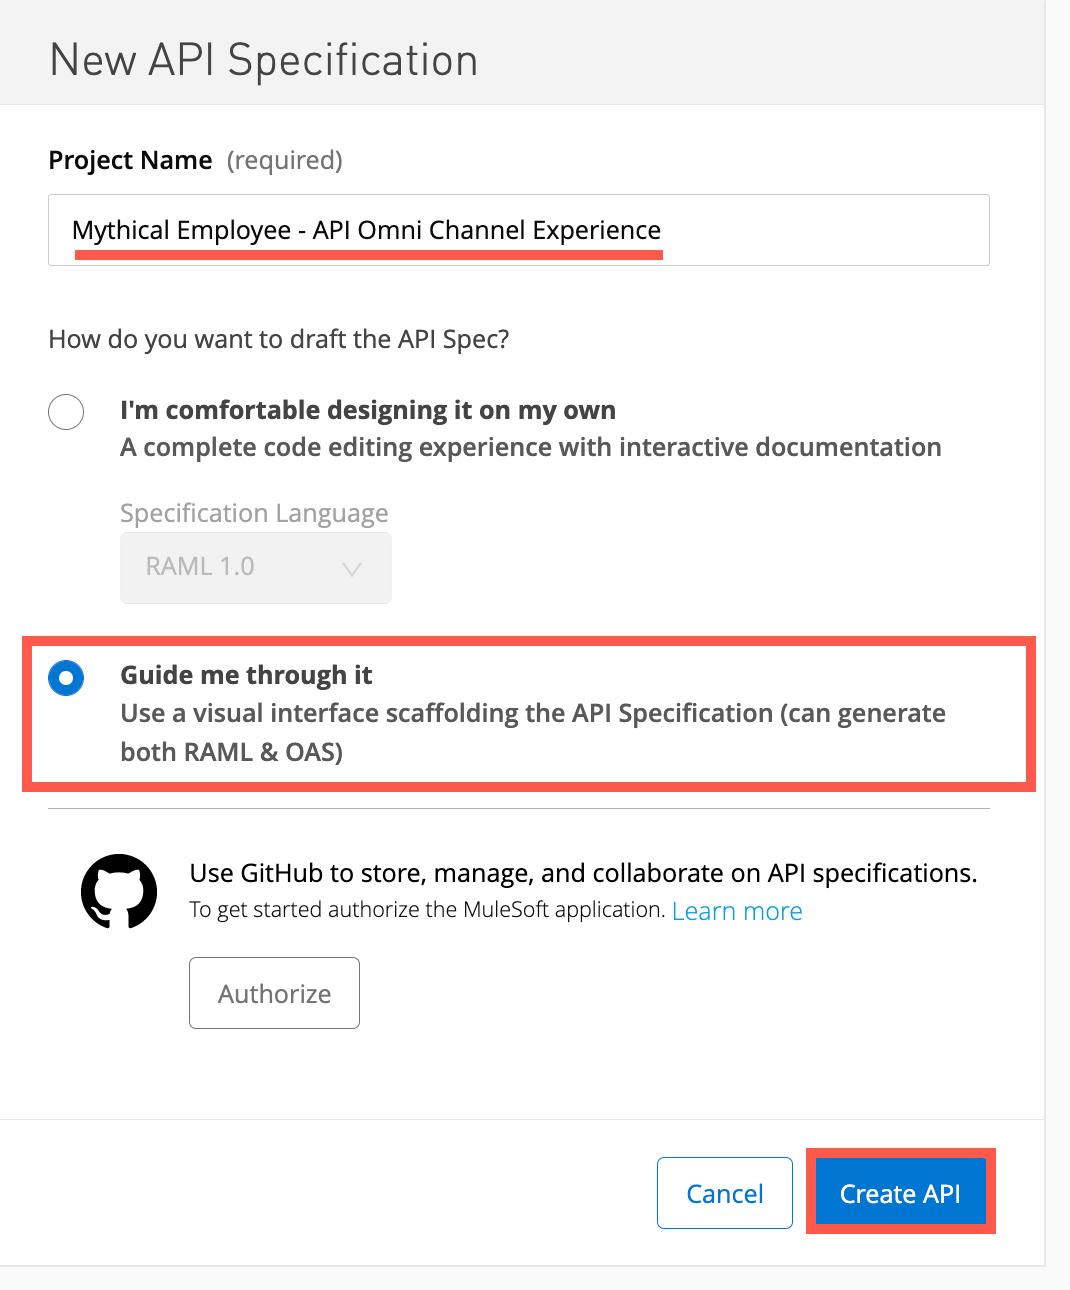 New API Specification
Project Name (required)
Mythical Employee - API Omni Channel Experience
How do you want to draft the API Spec?
I'm comfortable designing it on my own
A complete code editing experience with interactive documentation
Specification Language
RAML 1.0
Guide me through it
Use a visual interface scaffolding the API Specification (can generate
both RAML & OAS)
Use GitHub to store, manage, and collaborate on API specifications.
To get started authorize the MuleSoft application. Learn more
Authorize
Cancel
Create API